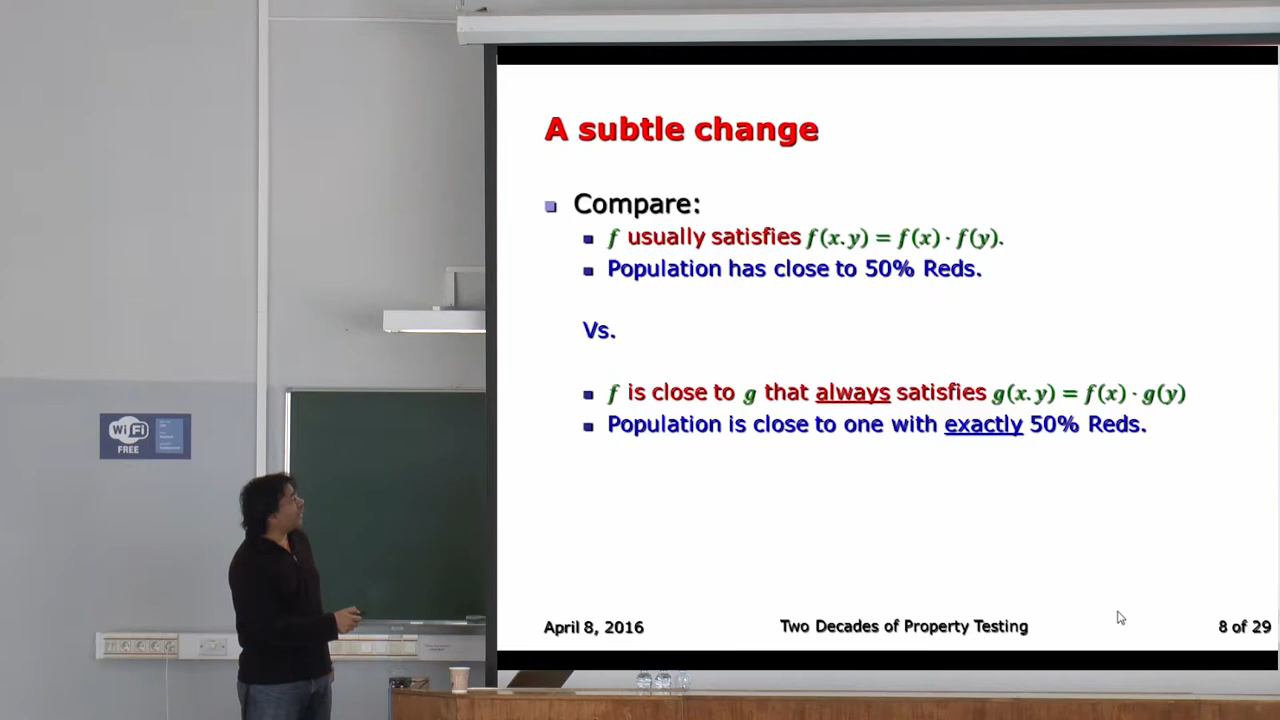 A subtle change
Compare:
f usually satisfies f(x.y) = f(x) · f(y).
Population has close to 50% Reds.
Vs.
f is close to g that always satisfies g(x.y) = f(x) · g(y)
Population is close to one with exactly 50% Reds.
April 8, 2016 Two Decades of Property Testing 8 of 29
WiFi
FREE